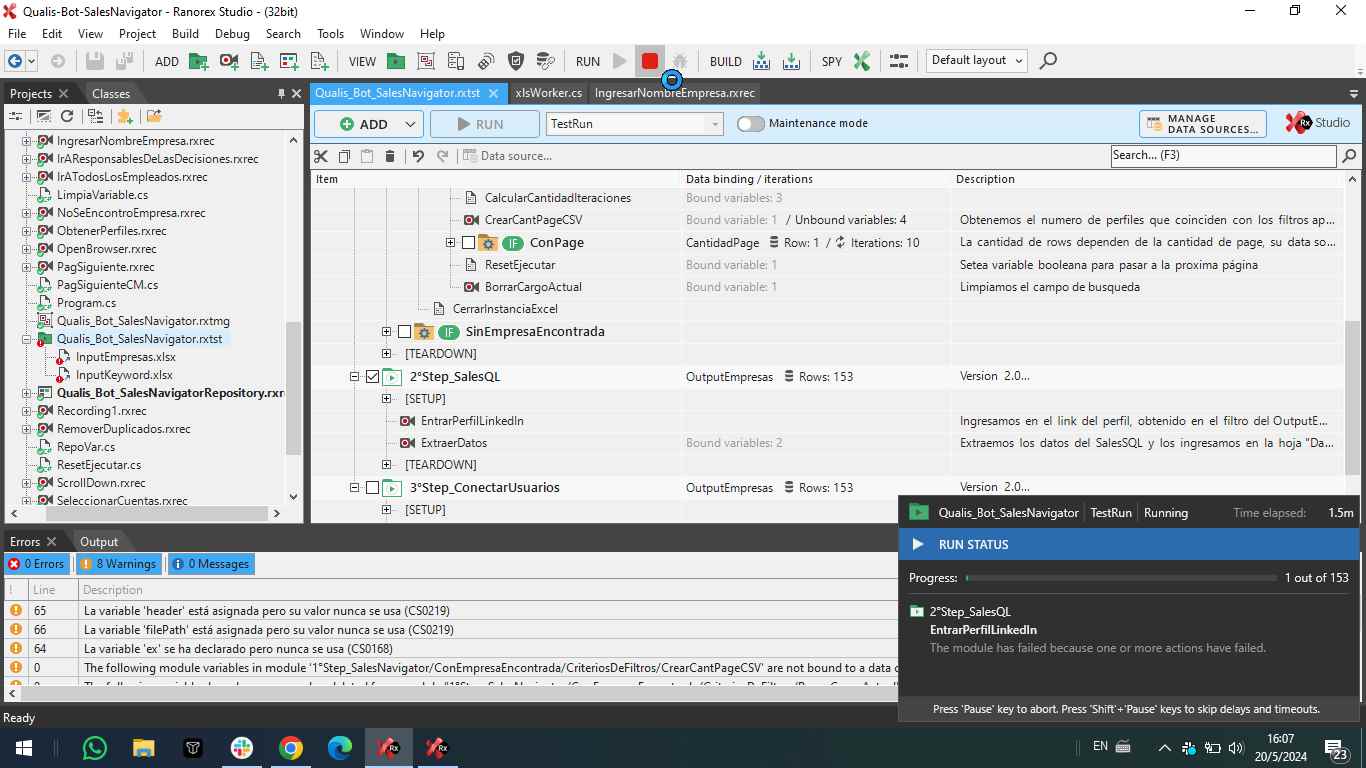 Qualis-Bot-SalesNavigator - Ranorex Studio - (32bit)
File Edit View Project Build Debug Search Tools Window Help
ADD VIEW RUN BUILD SPY Default layout
Projects Classes
Qualis_Bot_SalesNavigator.rxtst xlsWorker.cs IngresarNombreEmpresa.rxrec
ADD RUN TestRun Maintenance mode MANAGE DATA SOURCES... Rx Studio
Data source... Search... (F3)
Item Data binding / iterations Description
IngresarNombreEmpresa.rxrec
IrAResponsablesDeLasDecisiones.rxrec
IrATodosLosEmpleados.rxrec
LimpiaVariable.cs
NoSeEncontroEmpresa.rxrec
ObtenerPerfiles.rxrec
OpenBrowser.rxrec
PagSiguiente.rxrec
PagSiguienteCM.cs
Program.cs
Qualis_Bot_SalesNavigator.rxtmg
Qualis_Bot_SalesNavigator.rxtst
InputEmpresas.xlsx
InputKeyword.xlsx
Qualis_Bot_SalesNavigatorRepository.rxr
Recording1.rxrec
RemoverDuplicados.rxrec
RepoVar.cs
ResetEjecutar.cs
ScrollDown.rxrec
SeleccionarCuentas.rxrec
CalcularCantidadIteraciones Bound variables: 3
CrearCantPageCSV Bound variables: 1 / Unbound variables: 4 Obtenemos el numero de perfiles que coinciden con los filtros ap...
IF ConPage CantidadPage Row: 1 / Iterations: 10 La cantidad de rows dependen de la cantidad de page, su data so...
ResetEjecutar Bound variable: 1 Setea variable booleana para pasar a la proxima página
BorrarCargoActual Bound variable: 1 Limpiamos el campo de busqueda
CerrarInstanciaExcel
IF SinEmpresaEncontrada
[TEARDOWN]
2°Step_SalesQL OutputEmpresas Rows: 153 Version 2.0...
[SETUP]
EntrarPerfilLinkedIn Ingresamos en el link del perfil, obtenido en el filtro del OutputE...
ExtraerDatos Bound variables: 2 Extraemos los datos del SalesSQL y los ingresamos en la hoja "Da...
[TEARDOWN]
3°Step_ConectarUsuarios OutputEmpresas Rows: 153 Version 2.0...
[SETUP]
Errors Output
0 Errors 8 Warnings 0 Messages
! Line Description
65 La variable 'header' está asignada pero su valor nunca se usa (CS0219)
66 La variable 'filePath' está asignada pero su valor nunca se usa (CS0219)
64 La variable 'ex' se ha declarado pero nunca se usa (CS0168)
0 The following module variables in module '1°Step_SalesNavigator/ConEmpresaEncontrada/CriteriosDeFiltros/CrearCantPageCSV' are not bound to a data c
Qualis_Bot_SalesNavigator TestRun Running Time elapsed: 1.5m
RUN STATUS
Progress: 1 out of 153
2°Step_SalesQL
EntrarPerfilLinkedIn
The module has failed because one or more actions have failed.
Press 'Pause' key to abort. Press 'Shift'+'Pause' keys to skip delays and timeouts.
Ready
EN 16:07
20/5/2024
23